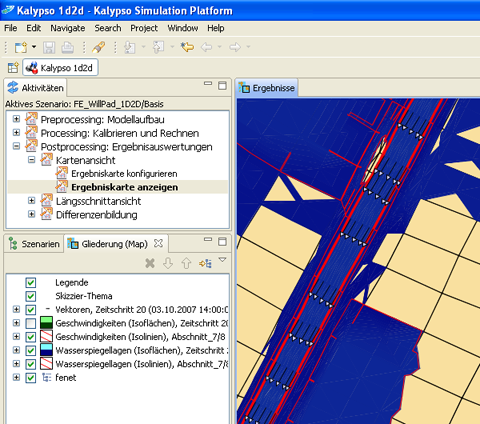 Kalypso 1d2d - Kalypso Simulation Platform
File Edit Navigate Search Project Window Help
Kalypso 1d2d
Aktivitäten
Ergebnisse
Aktives Szenario: FE_WillPad_1D2D/Basis
Preprocessing: Modellaufbau
Processing: Kalibrieren und Rechnen
Postprocessing: Ergebnisauswertungen
Kartenansicht
Ergebniskarte konfigurieren
Ergebniskarte anzeigen
Längsschnittansicht
Differenzenbildung
Szenarien Gliederung (Map)
Legende
Skizzier-Thema
Vektoren, Zeitschritt 20 (03.10.2007 14:00:0
Geschwindigkeiten (Isoflächen), Zeitschritt 20
Geschwindigkeiten (Isolinien), Abschnitt_7/8
Wasserspiegellagen (Isoflächen), Zeitschritt 2
Wasserspiegellagen (Isolinien), Abschnitt_7/8
fenet